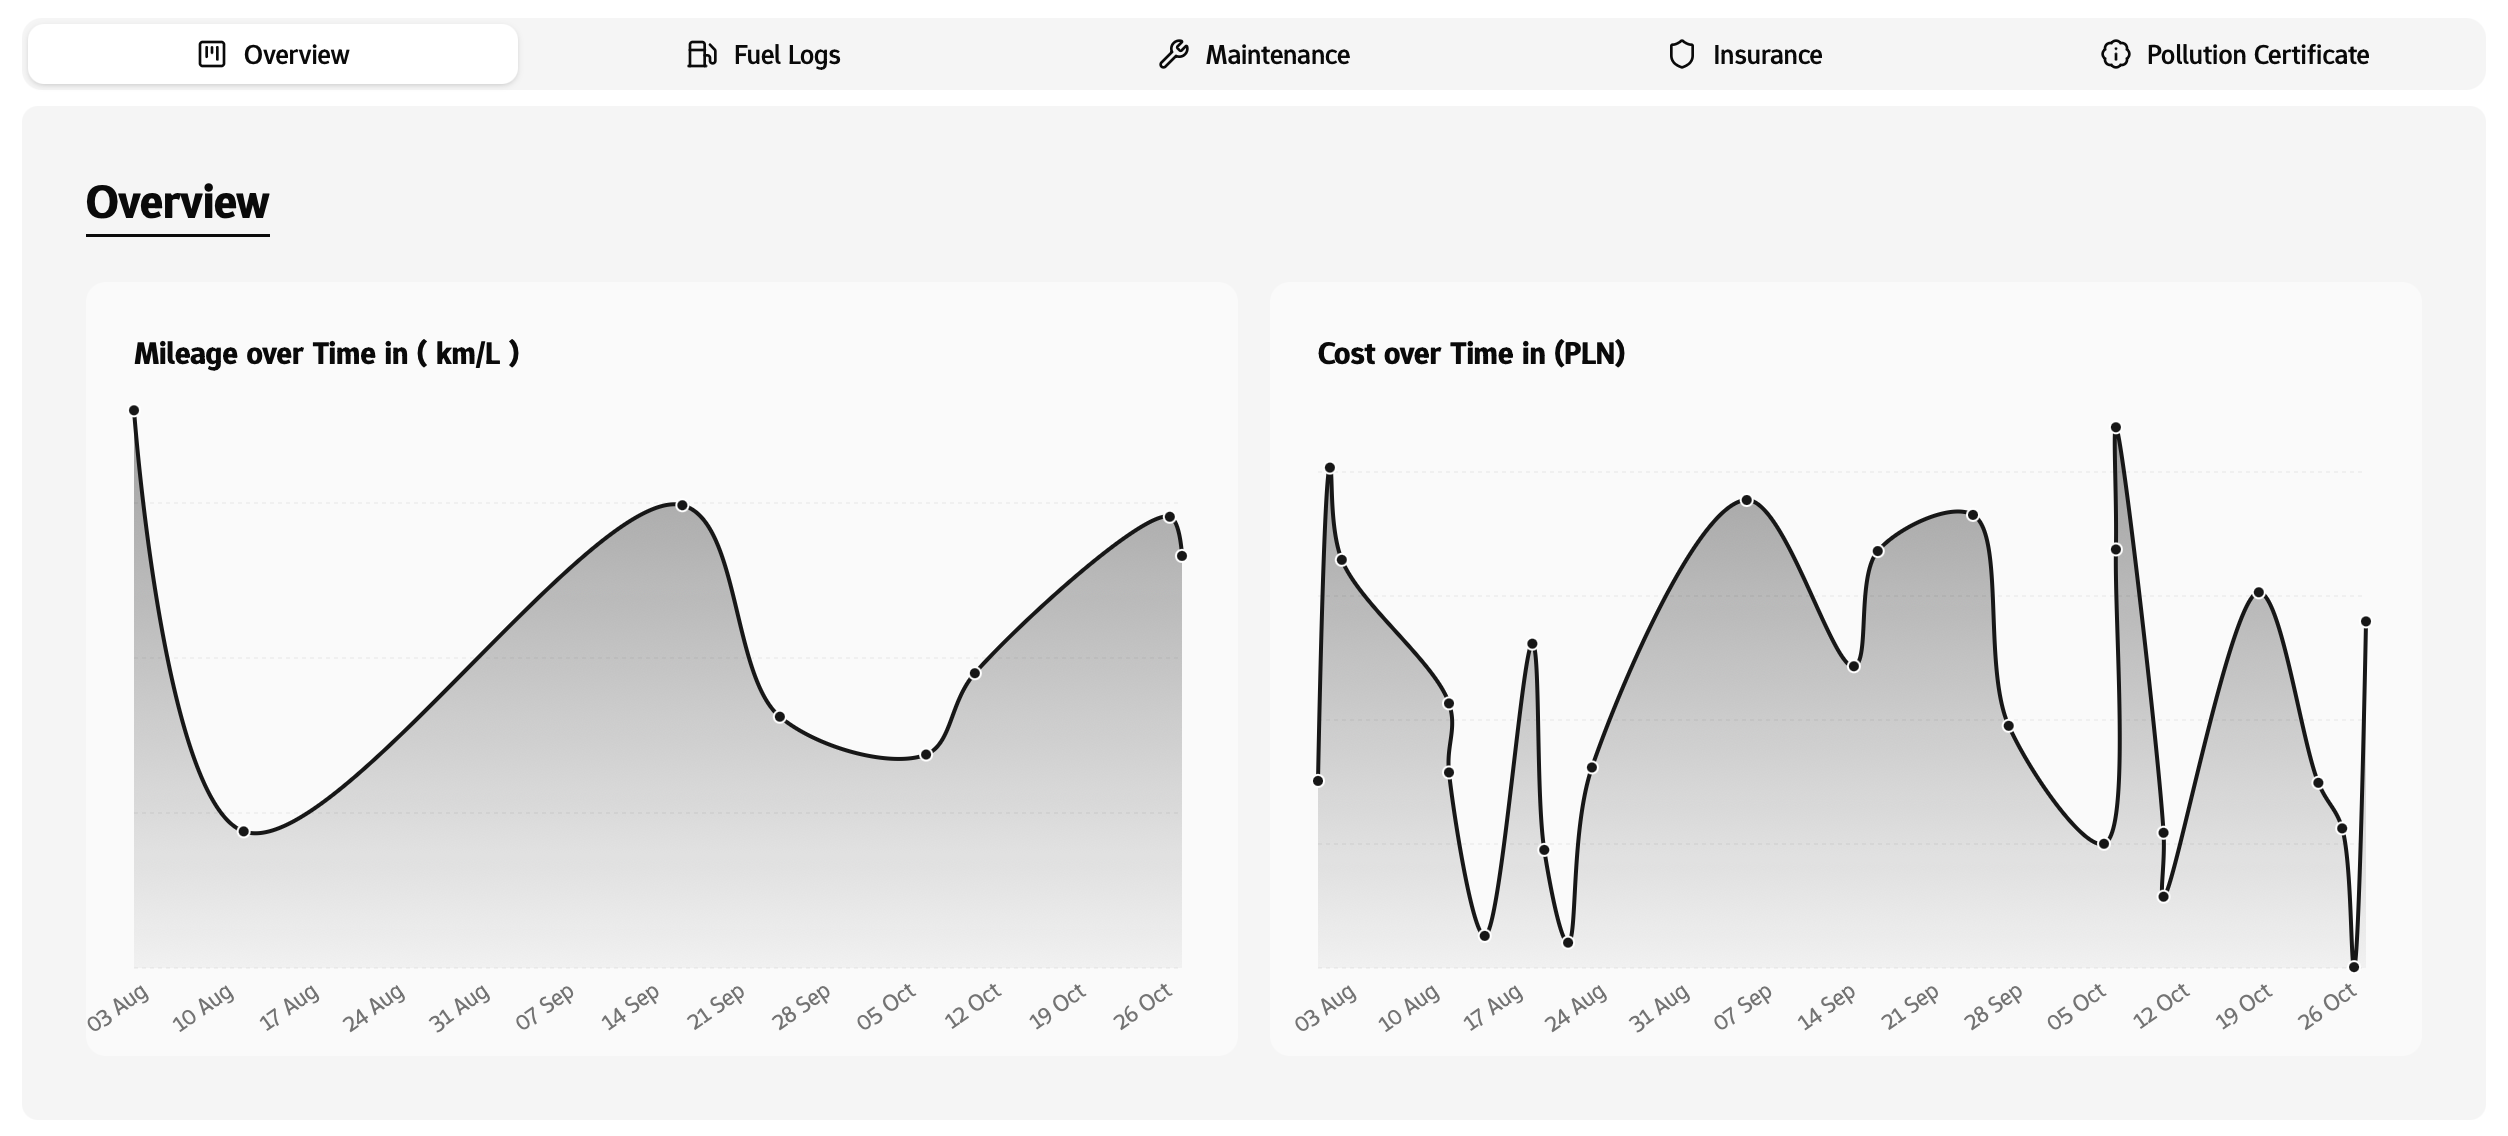 Overview
Fuel Logs
Maintenance
Insurance
Pollution Certificate
Overview
Mileage over Time in ( km/L )
03 Aug
10 Aug
17 Aug
24 Aug
31 Aug
07 Sep
14 Sep
21 Sep
28 Sep
05 Oct
12 Oct
19 Oct
26 Oct
Cost over Time in (PLN)
03 Aug
10 Aug
17 Aug
24 Aug
31 Aug
07 Sep
14 Sep
21 Sep
28 Sep
05 Oct
12 Oct
19 Oct
26 Oct